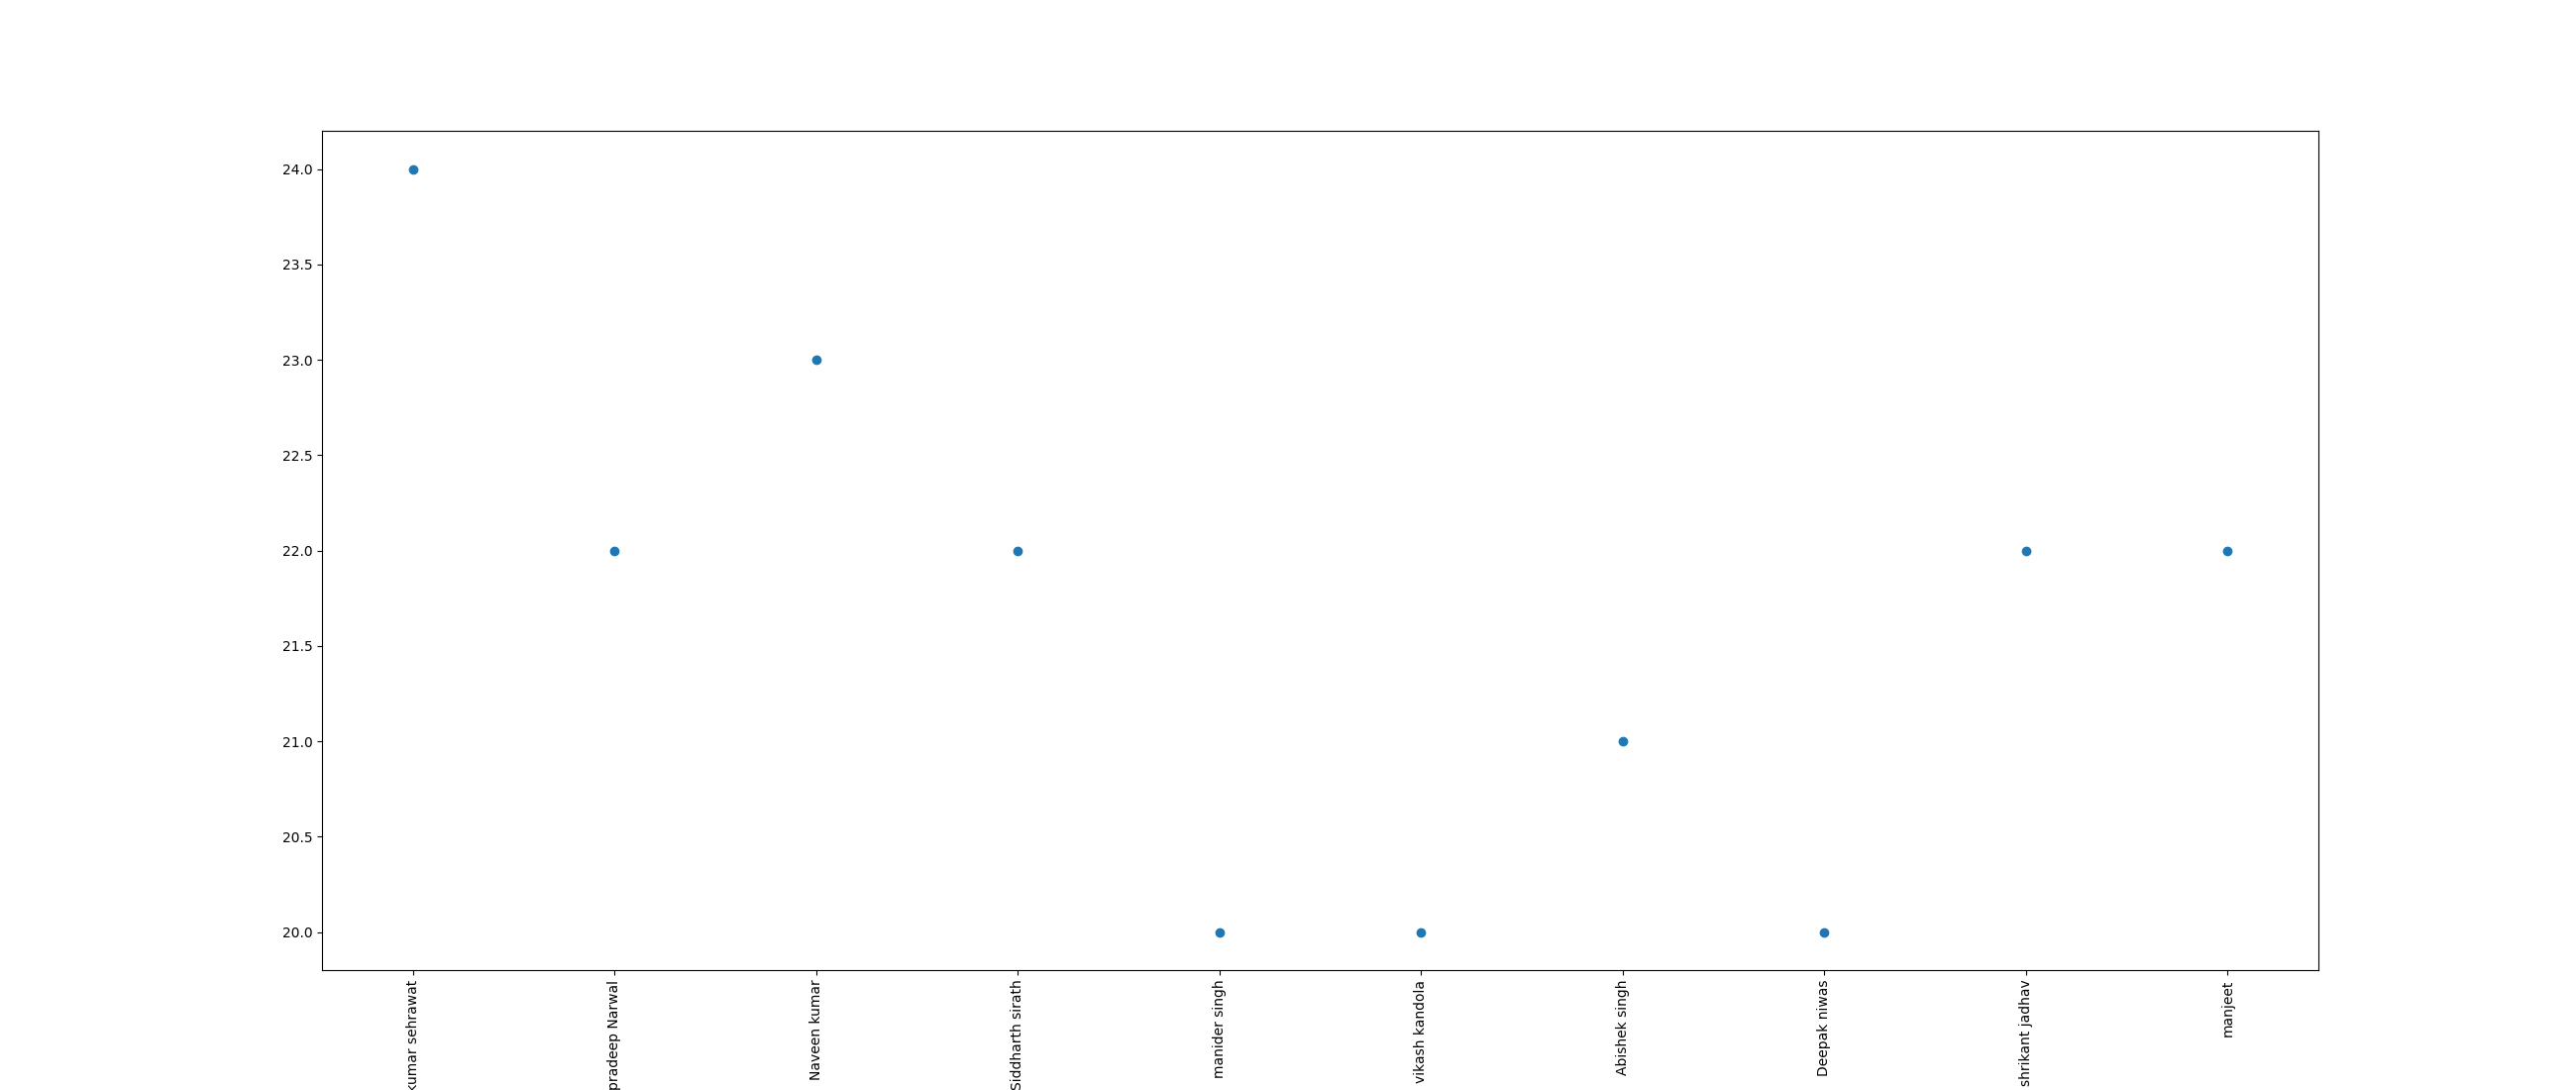 24.0
23.5
23.0
22.5
22.0
21.5
21.0
20.5
20.0
kumar sehrawat
pradeep Narwal
Naveen kumar
Siddharth sirath
manider singh
vikash kandola
Abishek singh
Deepak niwas
shrikant jadhav
manjeet